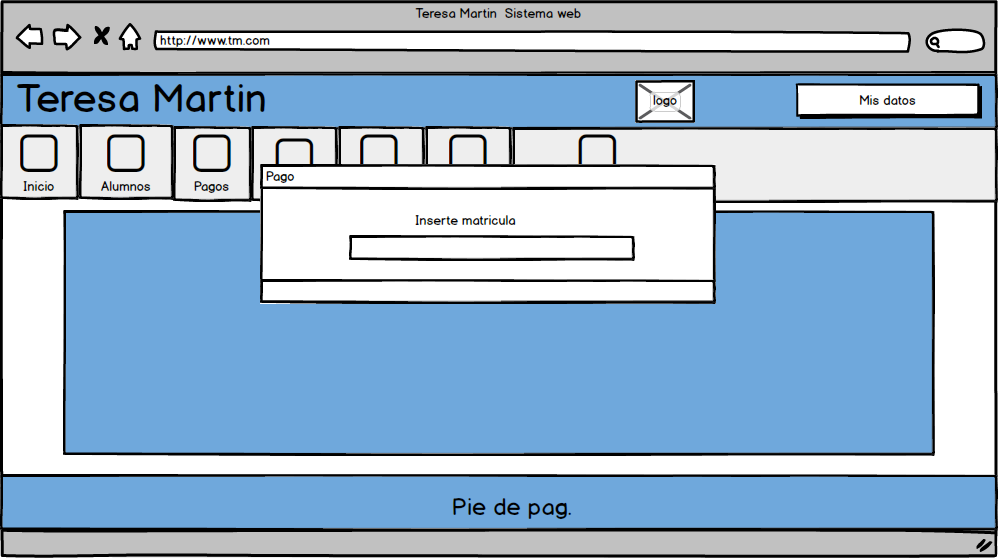 Teresa Martin Sistema web
http://www.tm.com
Teresa Martin
logo
Mis datos
Inicio
Alumnos
Pagos
Pago
Inserte matricula
Pie de pag.